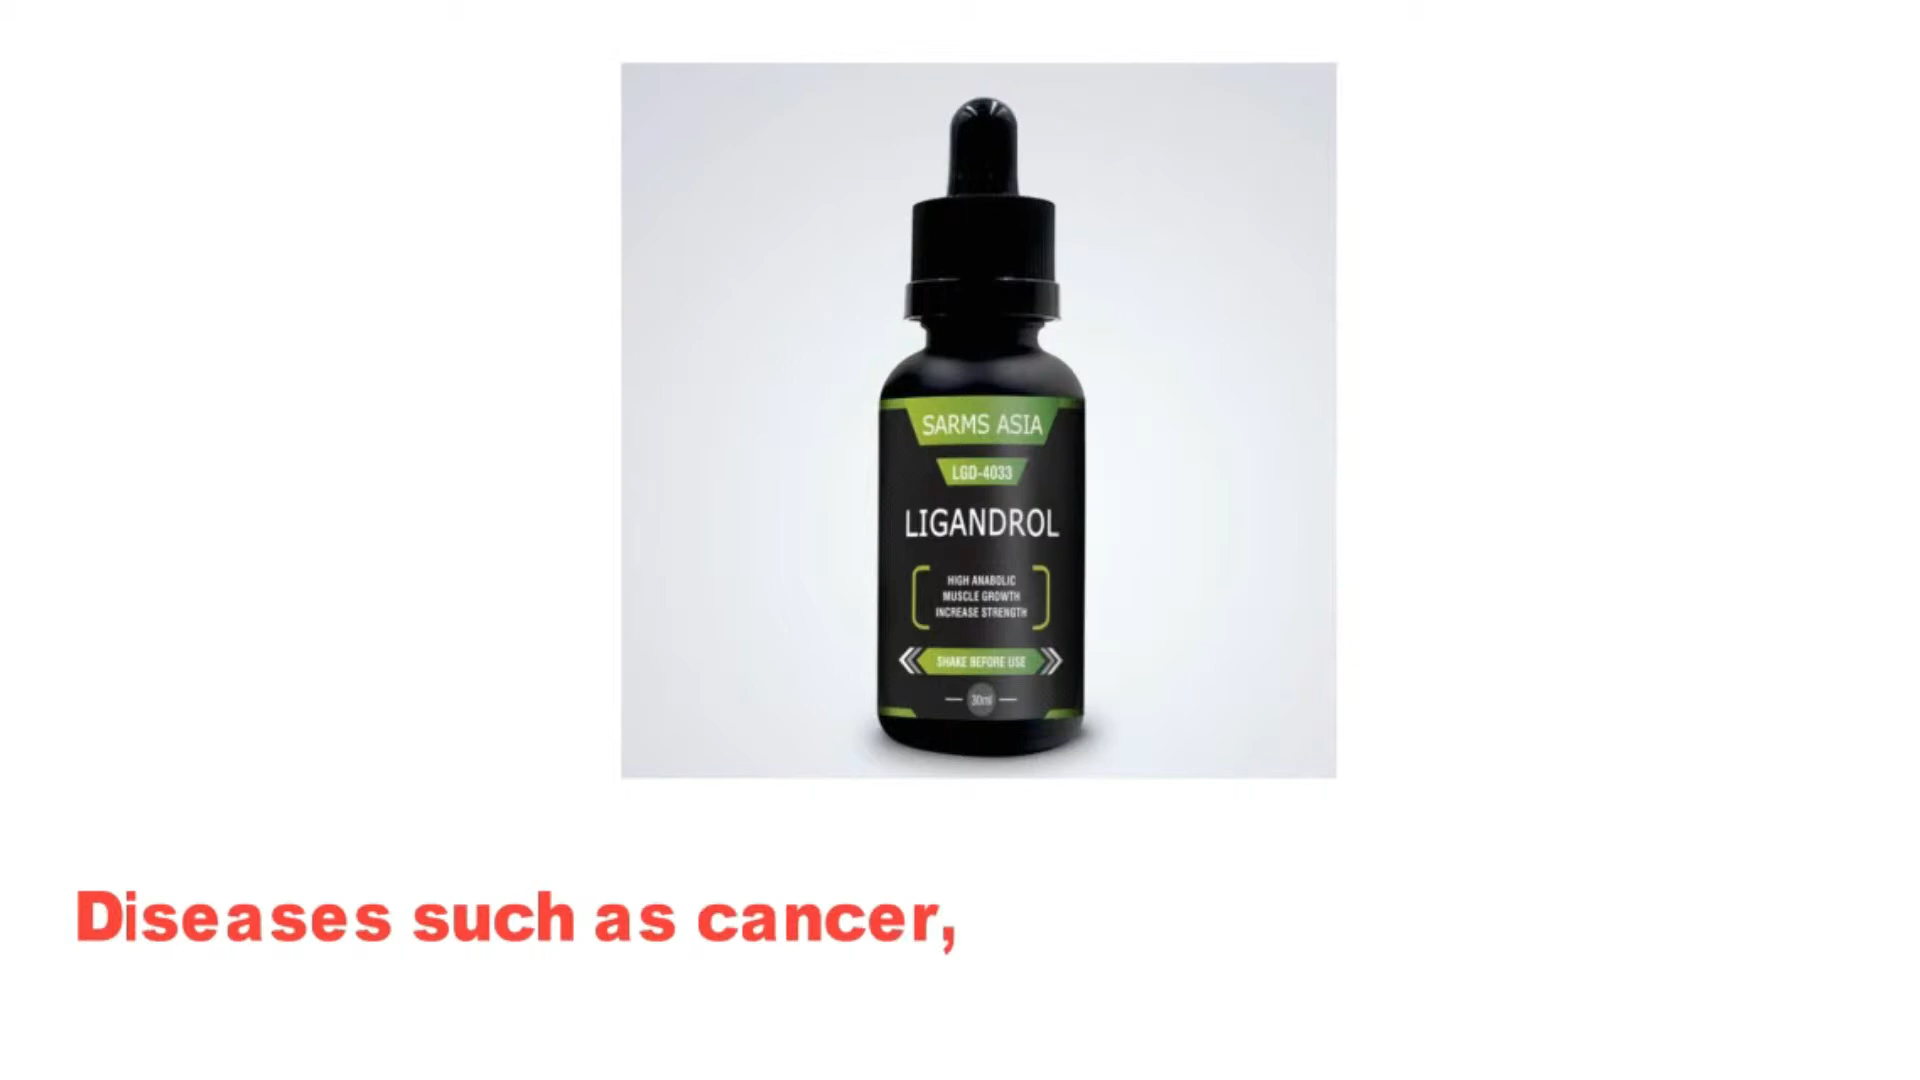 SARMS ASIA
LGD-4033
LIGANDROL
HIGH ANABOLIC
MUSCLE GROWTH
INCREASE STRENGTH
SHAKE BEFORE USE
30ml
Diseases such as cancer,